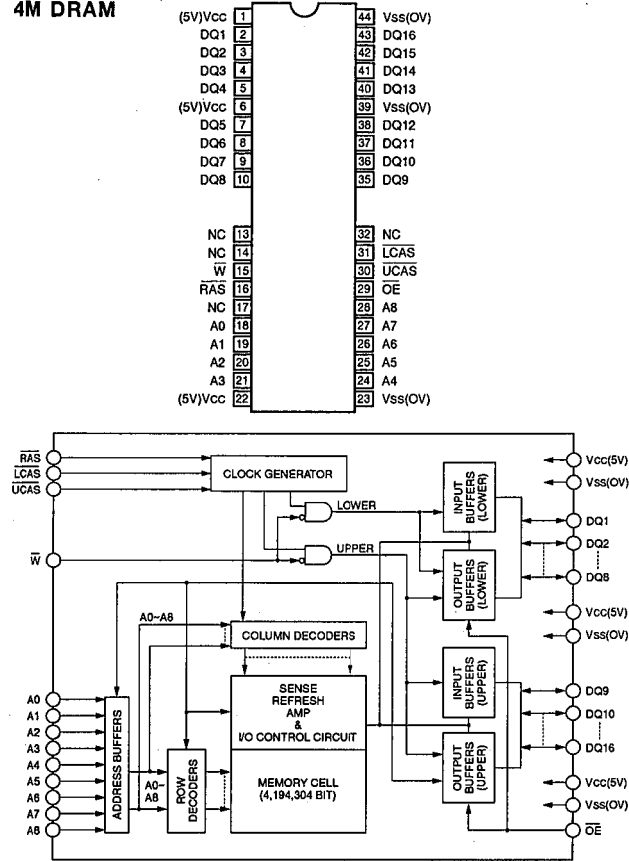 4M DRAM
(5V)Vcc 1 44 Vss(OV)
DQ1 2 43 DQ16
DQ2 3 42 DQ15
DQ3 4 41 DQ14
DQ4 5 40 DQ13
(5V)Vcc 6 39 Vss(OV)
DQ5 7 38 DQ12
DQ6 8 37 DQ11
DQ7 9 36 DQ10
DQ8 10 35 DQ9
NC 13 32 NC
NC 14 31 LCAS
W 15 30 UCAS
RAS 16 29 OE
NC 17 28 A8
A0 18 27 A7
A1 19 26 A6
A2 20 25 A5
A3 21 24 A4
(5V)Vcc 22 23 Vss(OV)
RAS
LCAS
UCAS
W
CLOCK GENERATOR
LOWER
UPPER
A0~A8
COLUMN DECODERS
SENSE
REFRESH
AMP
&
I/O CONTROL CIRCUIT
MEMORY CELL
(4,194,304 BIT)
A0
A1
A2
A3
A4
A5
A6
A7
A8
ADDRESS BUFFERS
A0~
A8
ROW
DECODERS
INPUT
BUFFERS
(LOWER)
OUTPUT
BUFFERS
(LOWER)
INPUT
BUFFERS
(UPPER)
OUTPUT
BUFFERS
(UPPER)
Vcc(5V)
Vss(OV)
DQ1
DQ2
DQ8
Vcc(5V)
Vss(OV)
DQ9
DQ10
DQ16
Vcc(5V)
Vss(OV)
OE